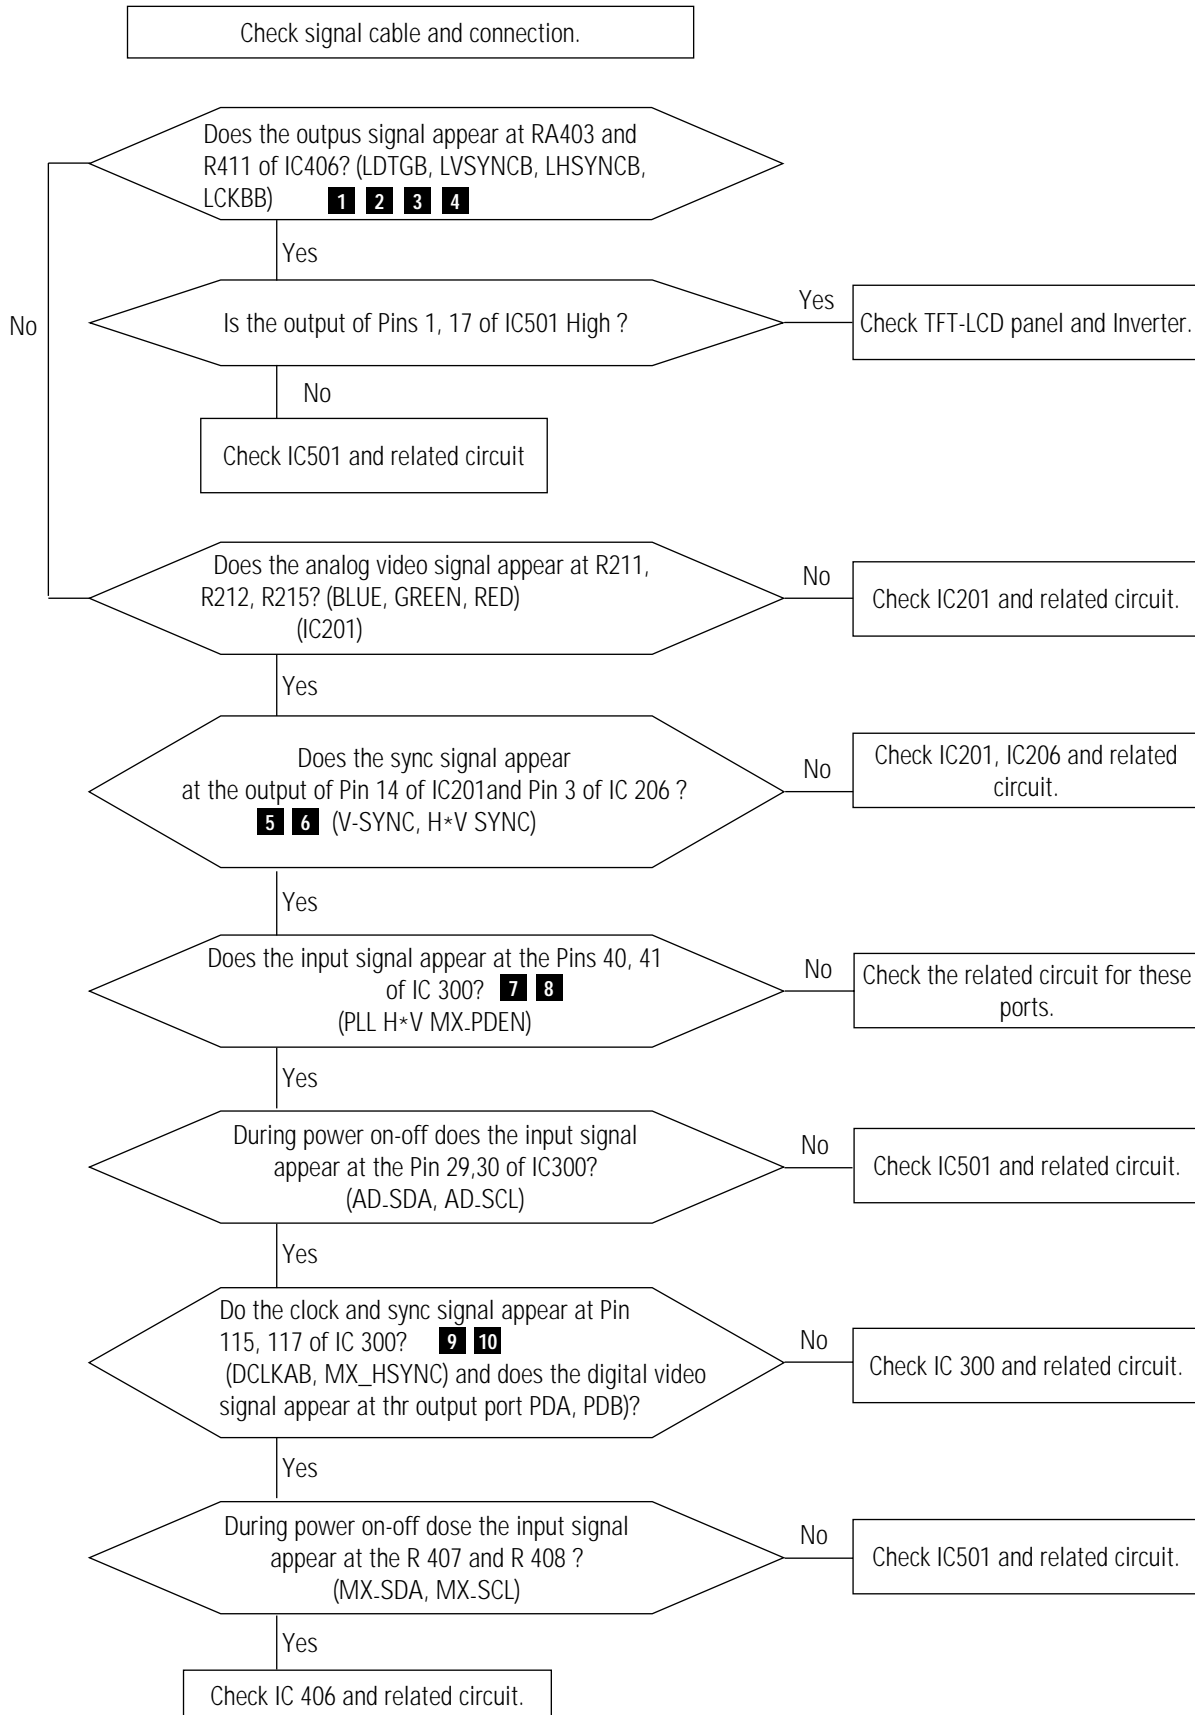 Check signal cable and connection.
Does the outpus signal appear at RA403 and
R411 of IC406? (LDTGB, LVSYNCB, LHSYNCB,
LCKBB) 1 2 3 4
Yes
No
Is the output of Pins 1, 17 of IC501 High ?
Yes
Check TFT-LCD panel and Inverter.
No
Check IC501 and related circuit
Does the analog video signal appear at R211,
R212, R215? (BLUE, GREEN, RED)
(IC201)
No
Check IC201 and related circuit.
Yes
Does the sync signal appear
at the output of Pin 14 of IC201and Pin 3 of IC 206 ?
5 6 (V-SYNC, H*V SYNC)
No
Check IC201, IC206 and related
circuit.
Yes
Does the input signal appear at the Pins 40, 41
of IC 300? 7 8
(PLL H*V MX-PDEN)
No
Check the related circuit for these
ports.
Yes
During power on-off does the input signal
appear at the Pin 29,30 of IC300?
(AD-SDA, AD-SCL)
No
Check IC501 and related circuit.
Yes
Do the clock and sync signal appear at Pin
115, 117 of IC 300? 9 10
(DCLKAB, MX_HSYNC) and does the digital video
signal appear at thr output port PDA, PDB)?
No
Check IC 300 and related circuit.
Yes
During power on-off dose the input signal
appear at the R 407 and R 408 ?
(MX-SDA, MX-SCL)
No
Check IC501 and related circuit.
Yes
Check IC 406 and related circuit.